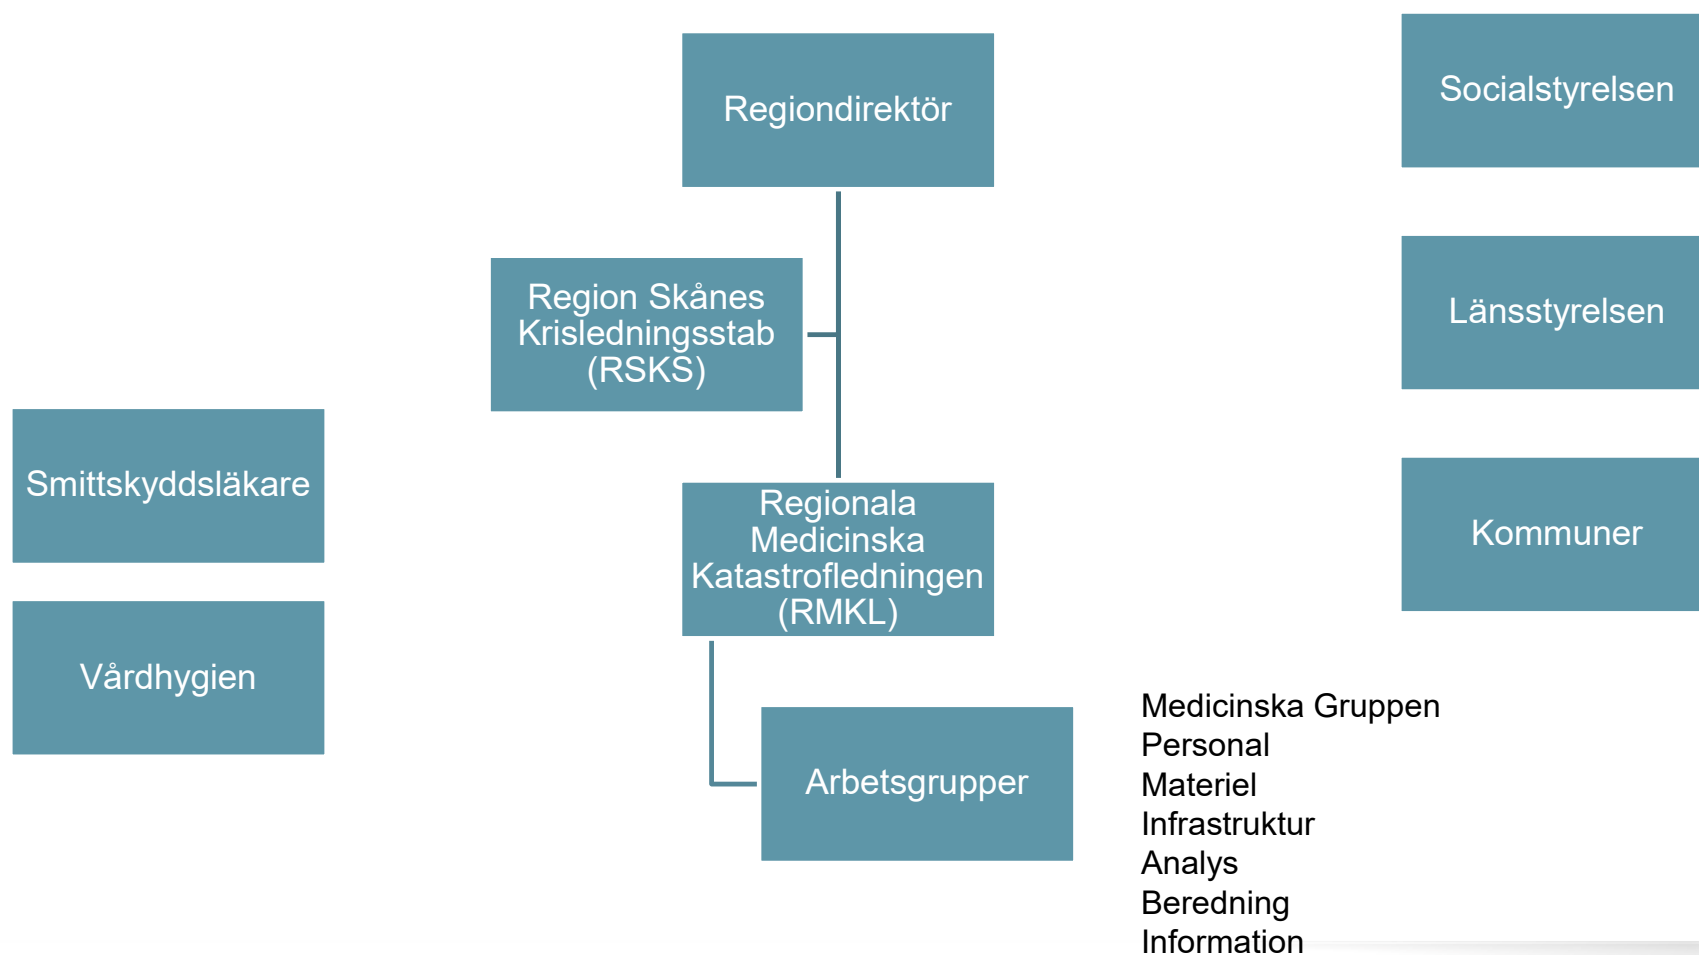 Regiondirektör
Socialstyrelsen
Region Skånes
Krisledningsstab
(RSKS)
Länsstyrelsen
Smittskyddsläkare
Regionala
Medicinska
Katastrofledningen
(RMKL)
Kommuner
Vårdhygien
Arbetsgrupper
Medicinska Gruppen
Personal
Materiel
Infrastruktur
Analys
Beredning
Information